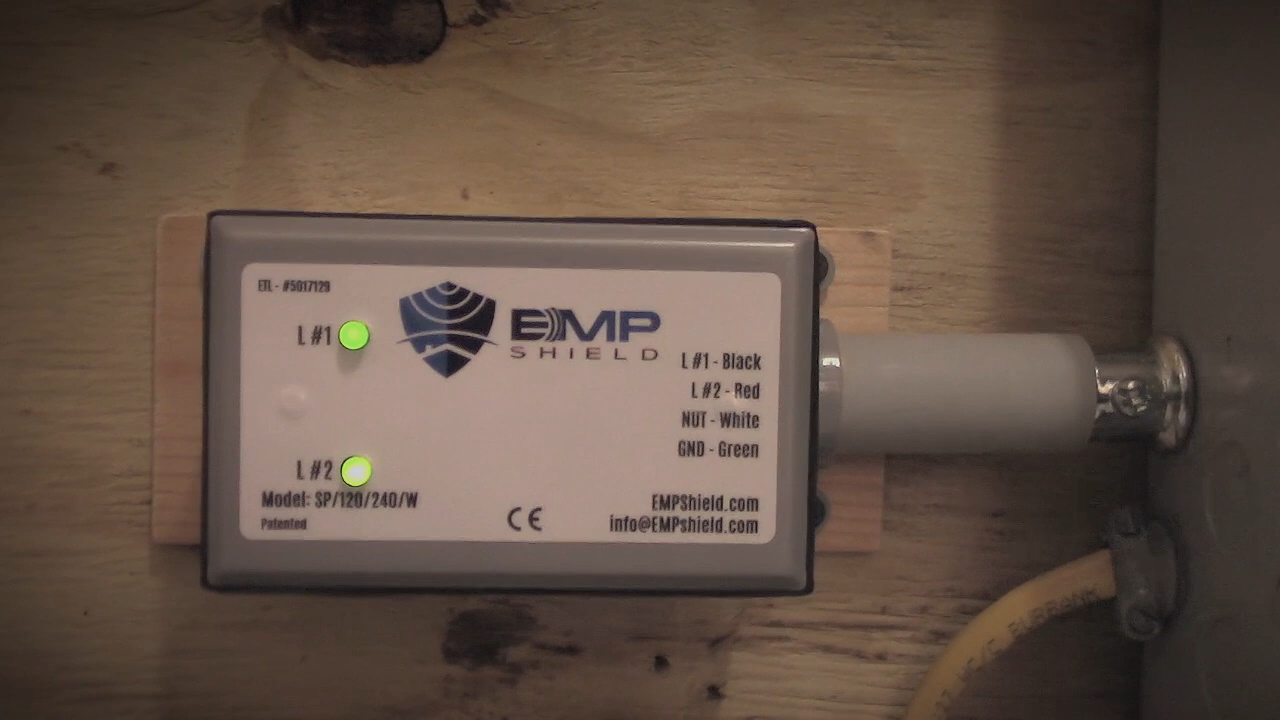 ETL - #5017129
L #1
EMP
SHIELD
L #1 - Black
L #2 - Red
NUT - White
GND - Green
L #2
Model: SP/120/240/W
Patented
CE
EMPShield.com
info@EMPshield.com